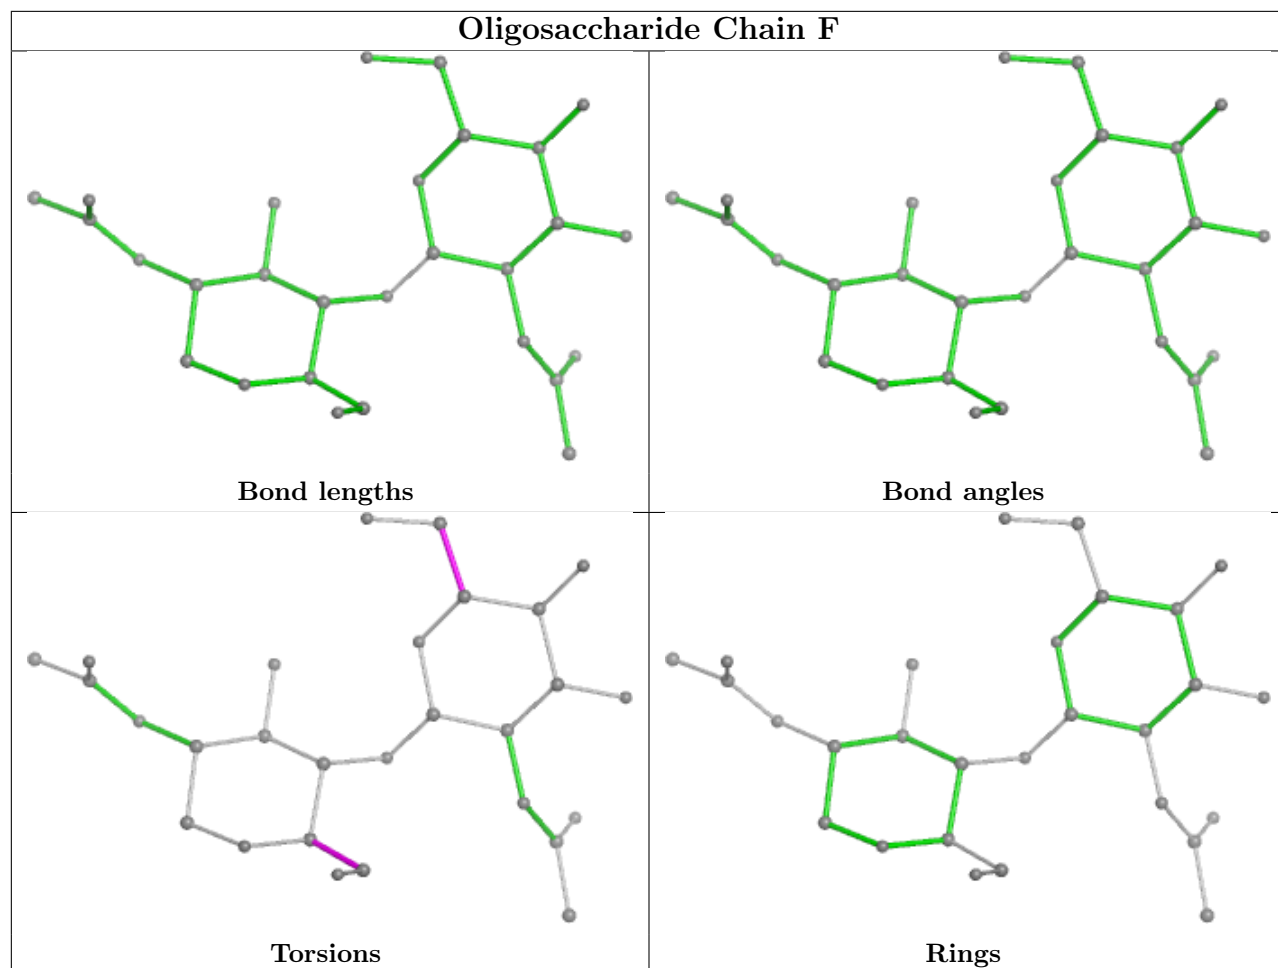 Oligosaccharide Chain F
Bond lengths
Bond angles
Torsions
Rings